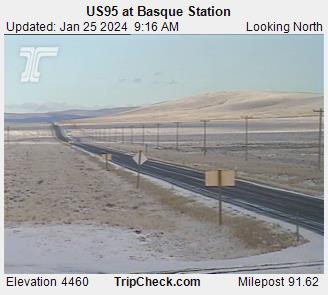 US95 at Basque Station
Updated: Jan 25 2024 9:16 AM Looking North
Elevation 4460 TripCheck.com Milepost 91.62